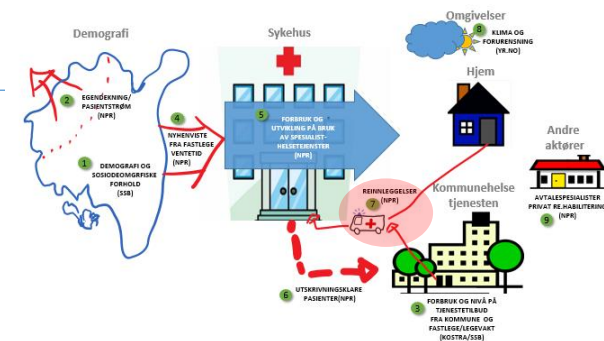 Demografi
Sykehus
Omgivelser
8
KLIMA OG
FORURENSNING
(YR.NO)
Hjem
2
EGENDEKNING/
PASIENTSTRØM
(NPR)
4
NYHENVISTE
FRA FASTLEGE
VENTETID
(NPR)
5
FORBRUK OG
UTVIKLING PÅ BRUK
AV SPESIALIST-
HELSETEJENSTER
(NPR)
1
DEMOGRAFI OG
SOSIODEOMGRIFSKE
FORHOLD
(SSB)
Andre
aktører
REINNLEGGELSER
7
(NPR)
Kommunehelse
tjenesten
AVTALESPESIALISTER
PRIVAT RE.HABILITERING
9
(NPR)
6
UTSKRIVNINGSKLARE
PASIENTER(NPR)
3
FORBRUK OG NIVÅ PÅ
TJENESTETILBUD
FRA KOMMUNE OG
FASTLEGE/LEGEVAKT
(KOSTRA/SSB)